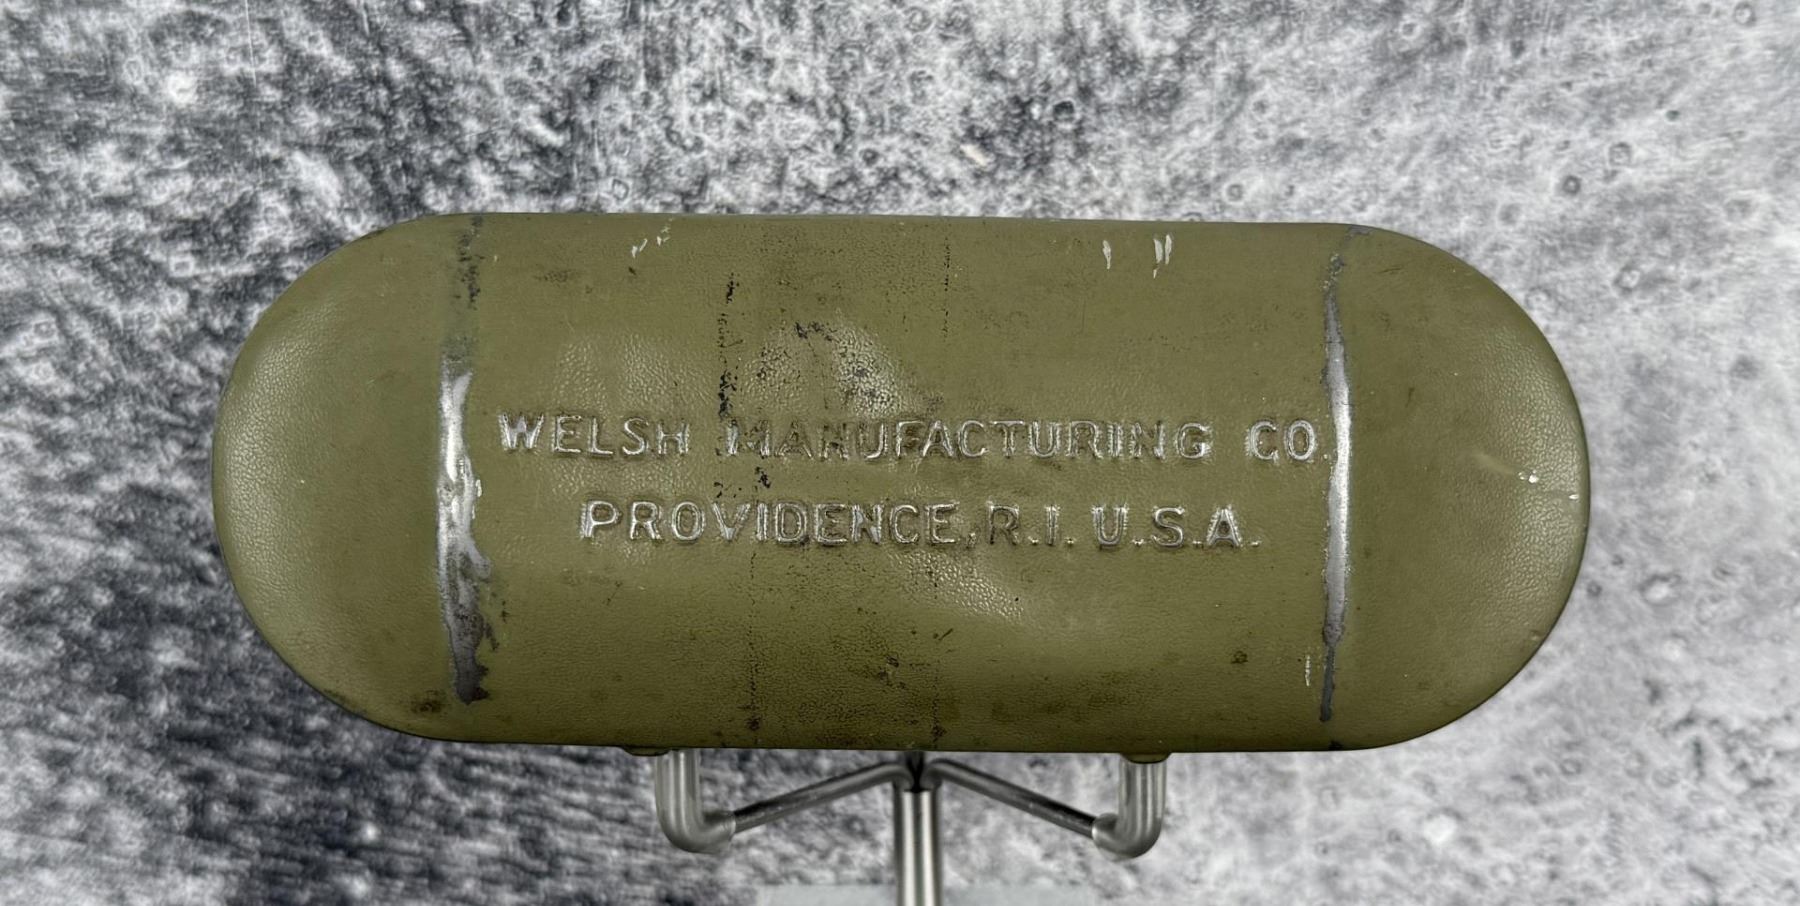 WELSH MANUFACTURING CO.
PROVIDENCE, R.I. U.S.A.